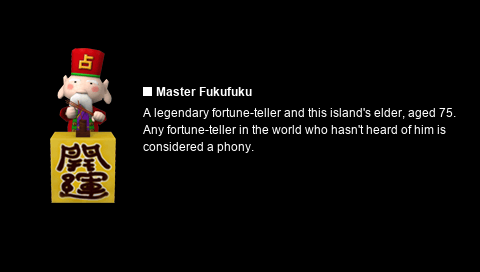 占
開
運
Master Fukufuku
A legendary fortune-teller and this island's elder, aged 75.
Any fortune-teller in the world who hasn't heard of him is
considered a phony.